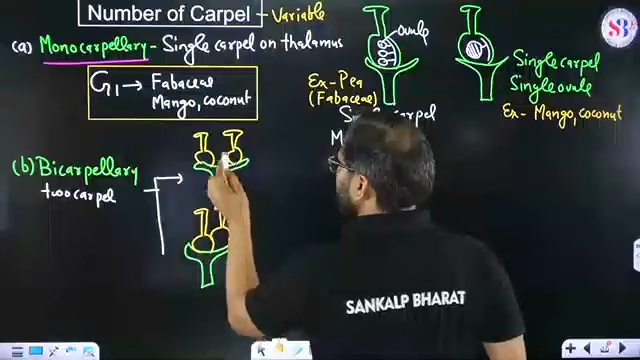 Number of Carpel - Variable
(a) Monocarpellary - Single carpel on thalamus
G1 → Fabaceae
Mango, coconut
ovule
Ex- Pea
(Fabaceae)
Single carpel
Single ovule
Ex- Mango, coconut
(b) Bicarpellary
two carpel
SANKALP BHARAT
SB